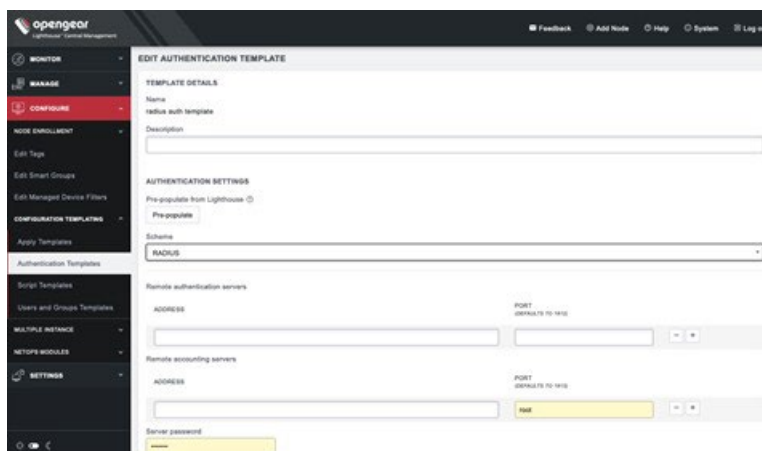 opengear
Lighthouse Central Management
Feedback
Add Node
Help
System
Log o
MONITOR
MANAGE
CONFIGURE
NODE ENROLLMENT
Edit Tags
Edit Smart Groups
Edit Managed Device Filters
CONFIGURATION TEMPLATING
Apply Templates
Authentication Templates
Script Templates
Users and Groups Templates
MULTIPLE INSTANCE
NETOPS MODULES
SETTINGS
EDIT AUTHENTICATION TEMPLATE
TEMPLATE DETAILS
Name
radius auth template
Description
AUTHENTICATION SETTINGS
Pre-populate from Lighthouse
Pre-populate
Scheme
RADIUS
Remote authentication servers
ADDRESS
PORT
(DEFAULTS TO 1812)
Remote accounting servers
ADDRESS
PORT
(DEFAULTS TO 1813)
root
Server password